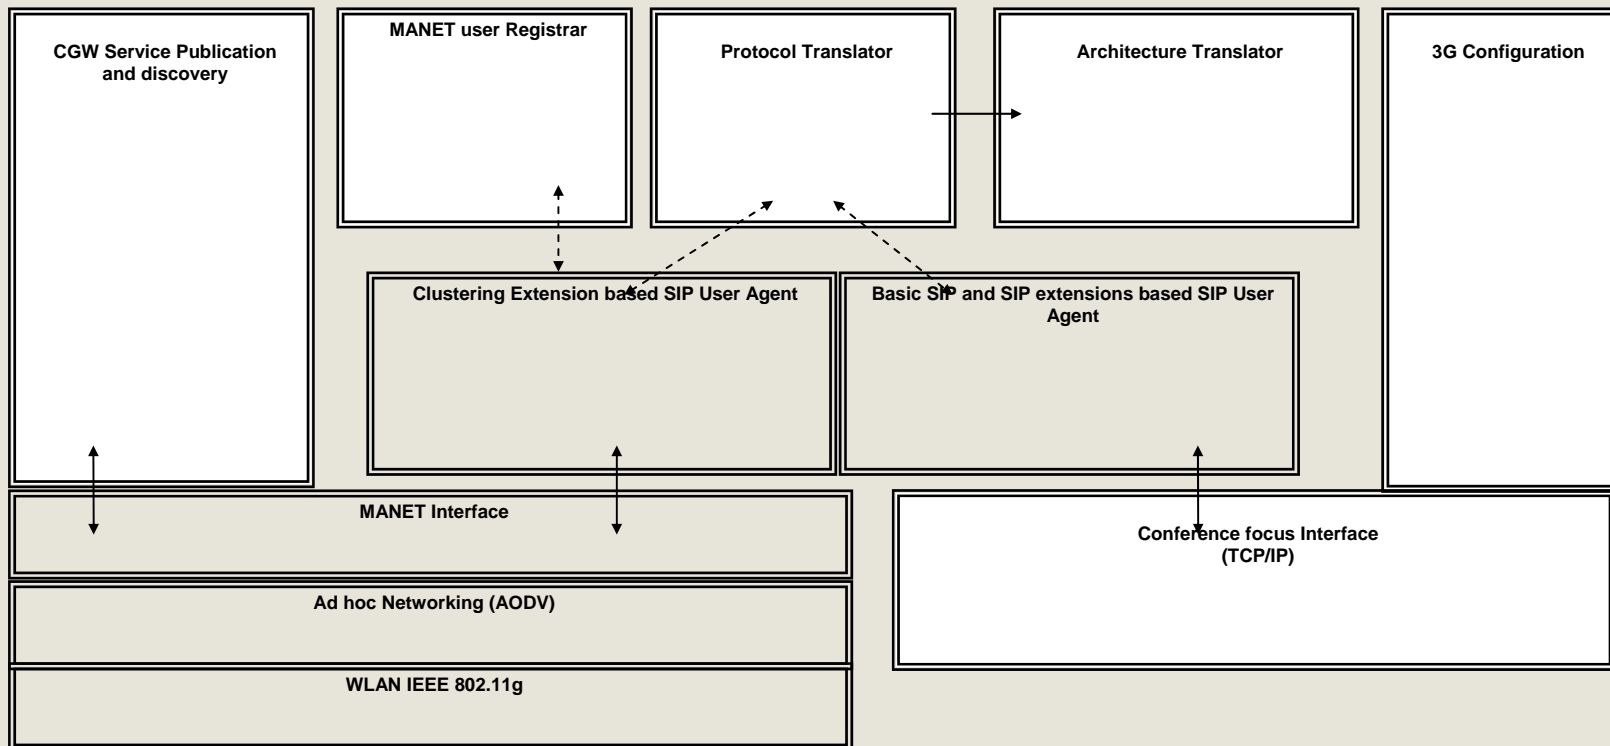 CGW Service Publication
and discovery
MANET user Registrar
Protocol Translator
Architecture Translator
3G Configuration
Clustering Extension based SIP User Agent
Basic SIP and SIP extensions based SIP User
Agent
MANET Interface
Conference focus Interface
(TCP/IP)
Ad hoc Networking (AODV)
WLAN IEEE 802.11g